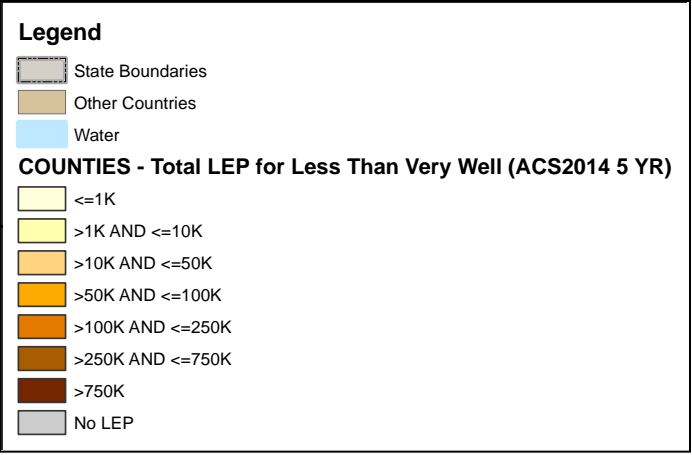 Legend
State Boundaries
Other Countries
Water
COUNTIES - Total LEP for Less Than Very Well (ACS2014 5 YR)
<=1K
>1K AND <=10K
>10K AND <=50K
>50K AND <=100K
>100K AND <=250K
>250K AND <=750K
>750K
No LEP